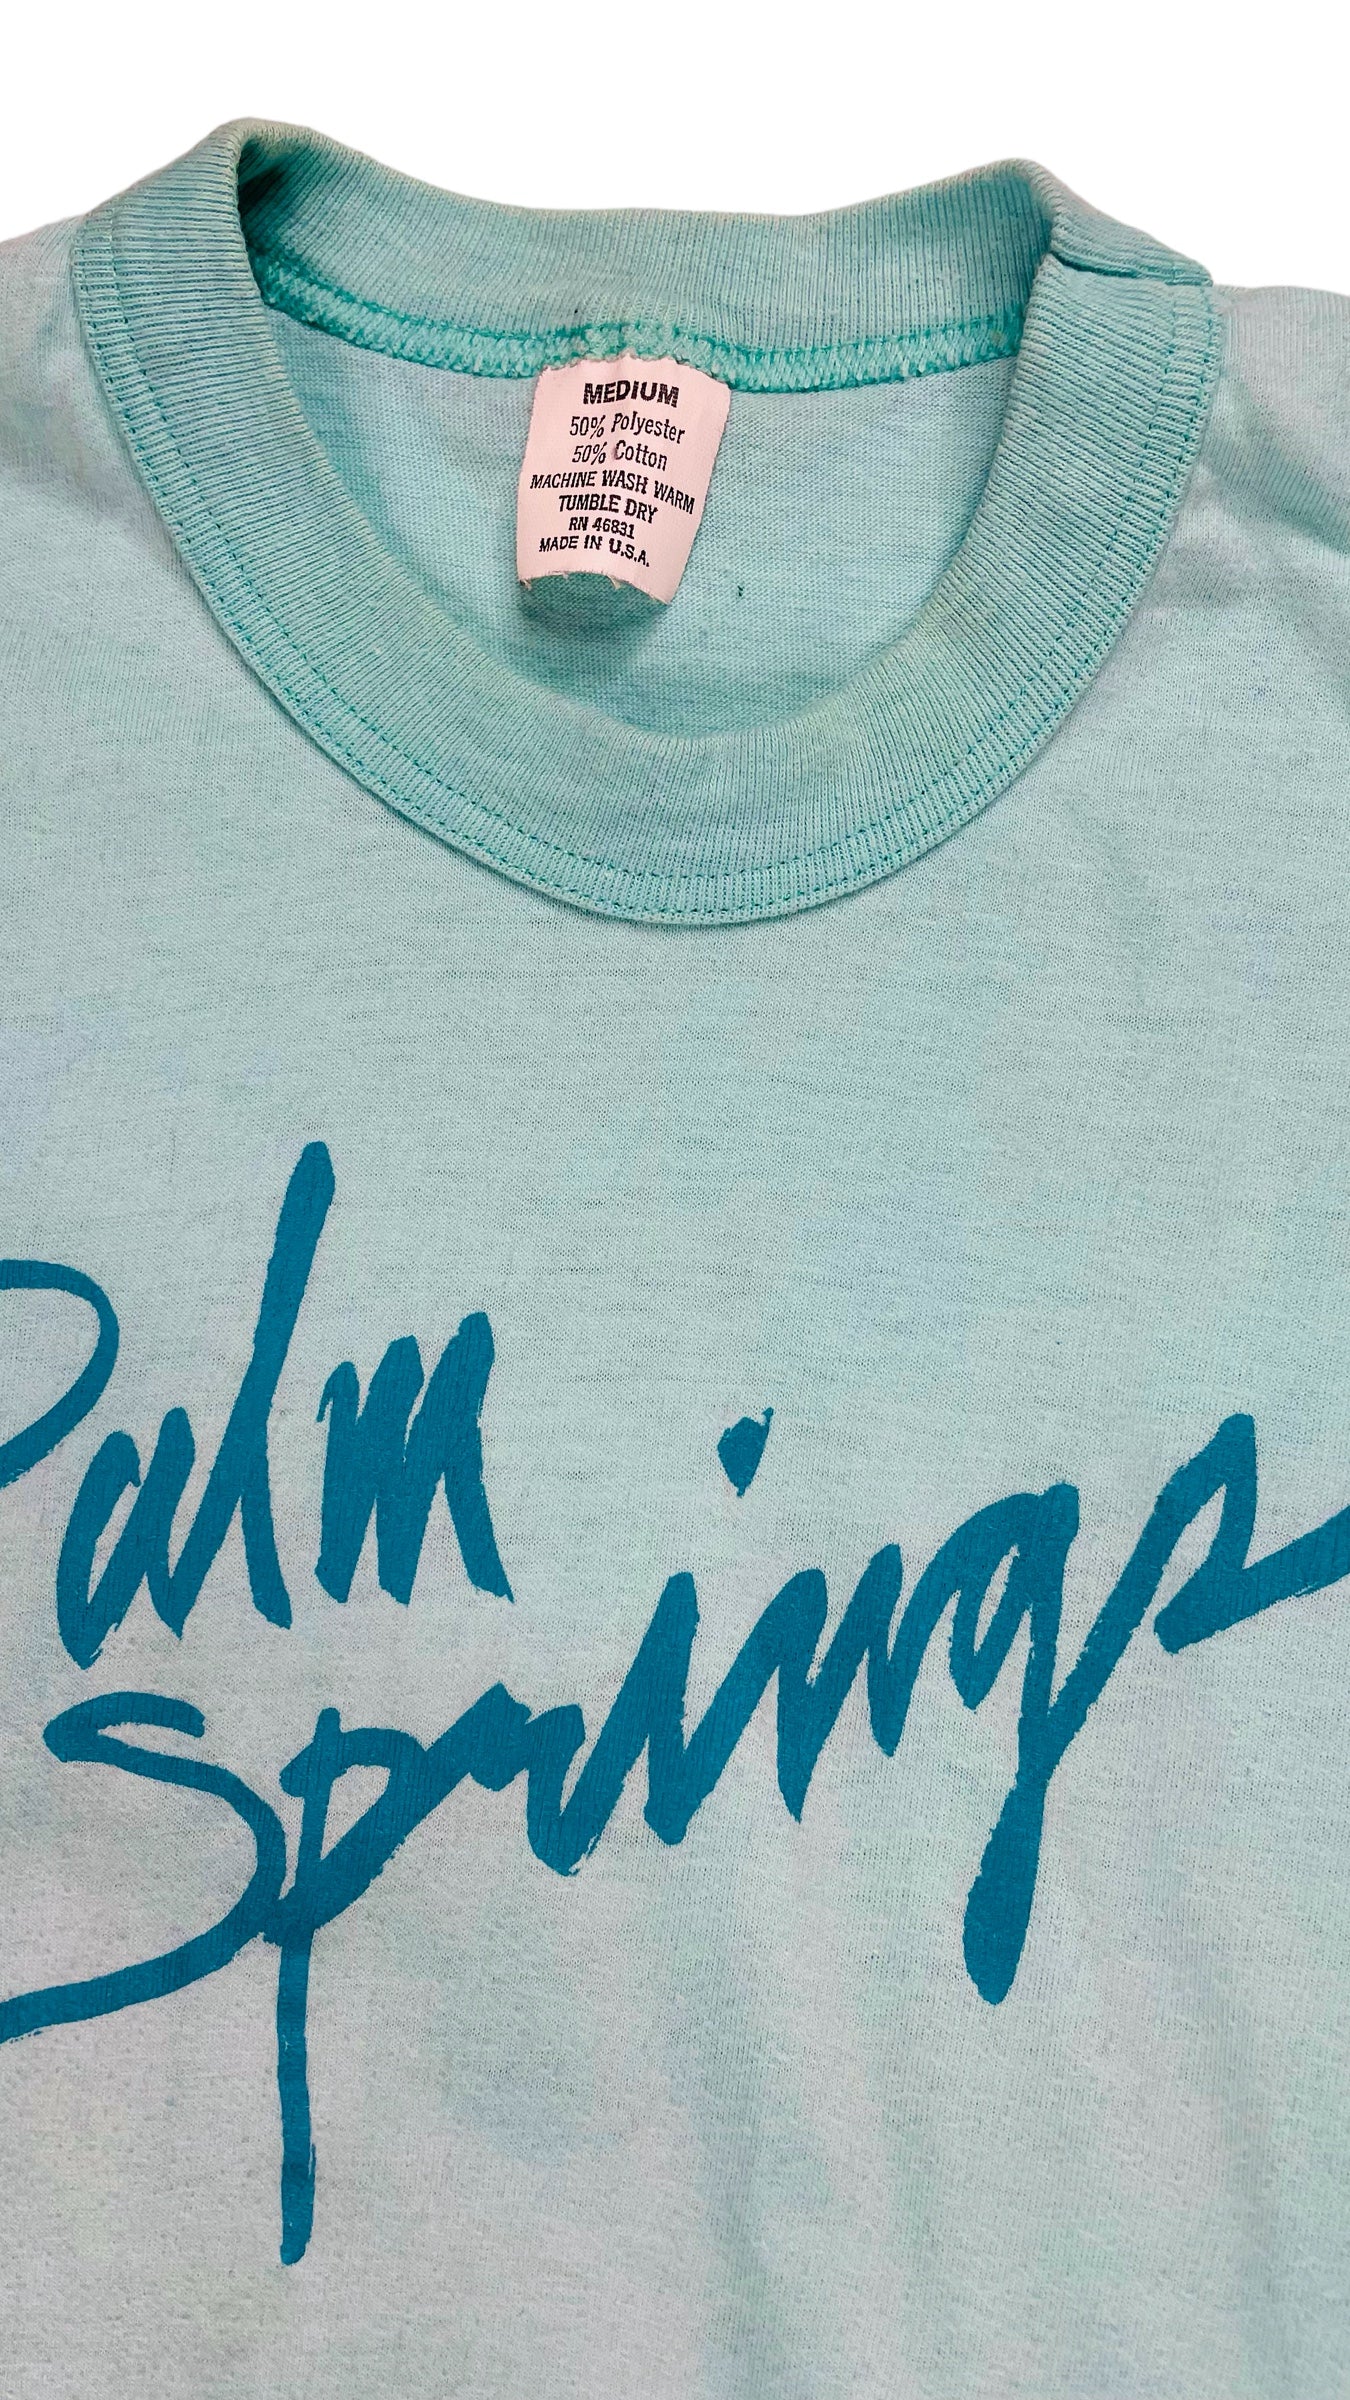 MEDIUM
50% Polyester
50% Cotton
MACHINE WASH WARM
TUMBLE DRY
RN 46831
MADE IN U.S.A.
Palm
Springs